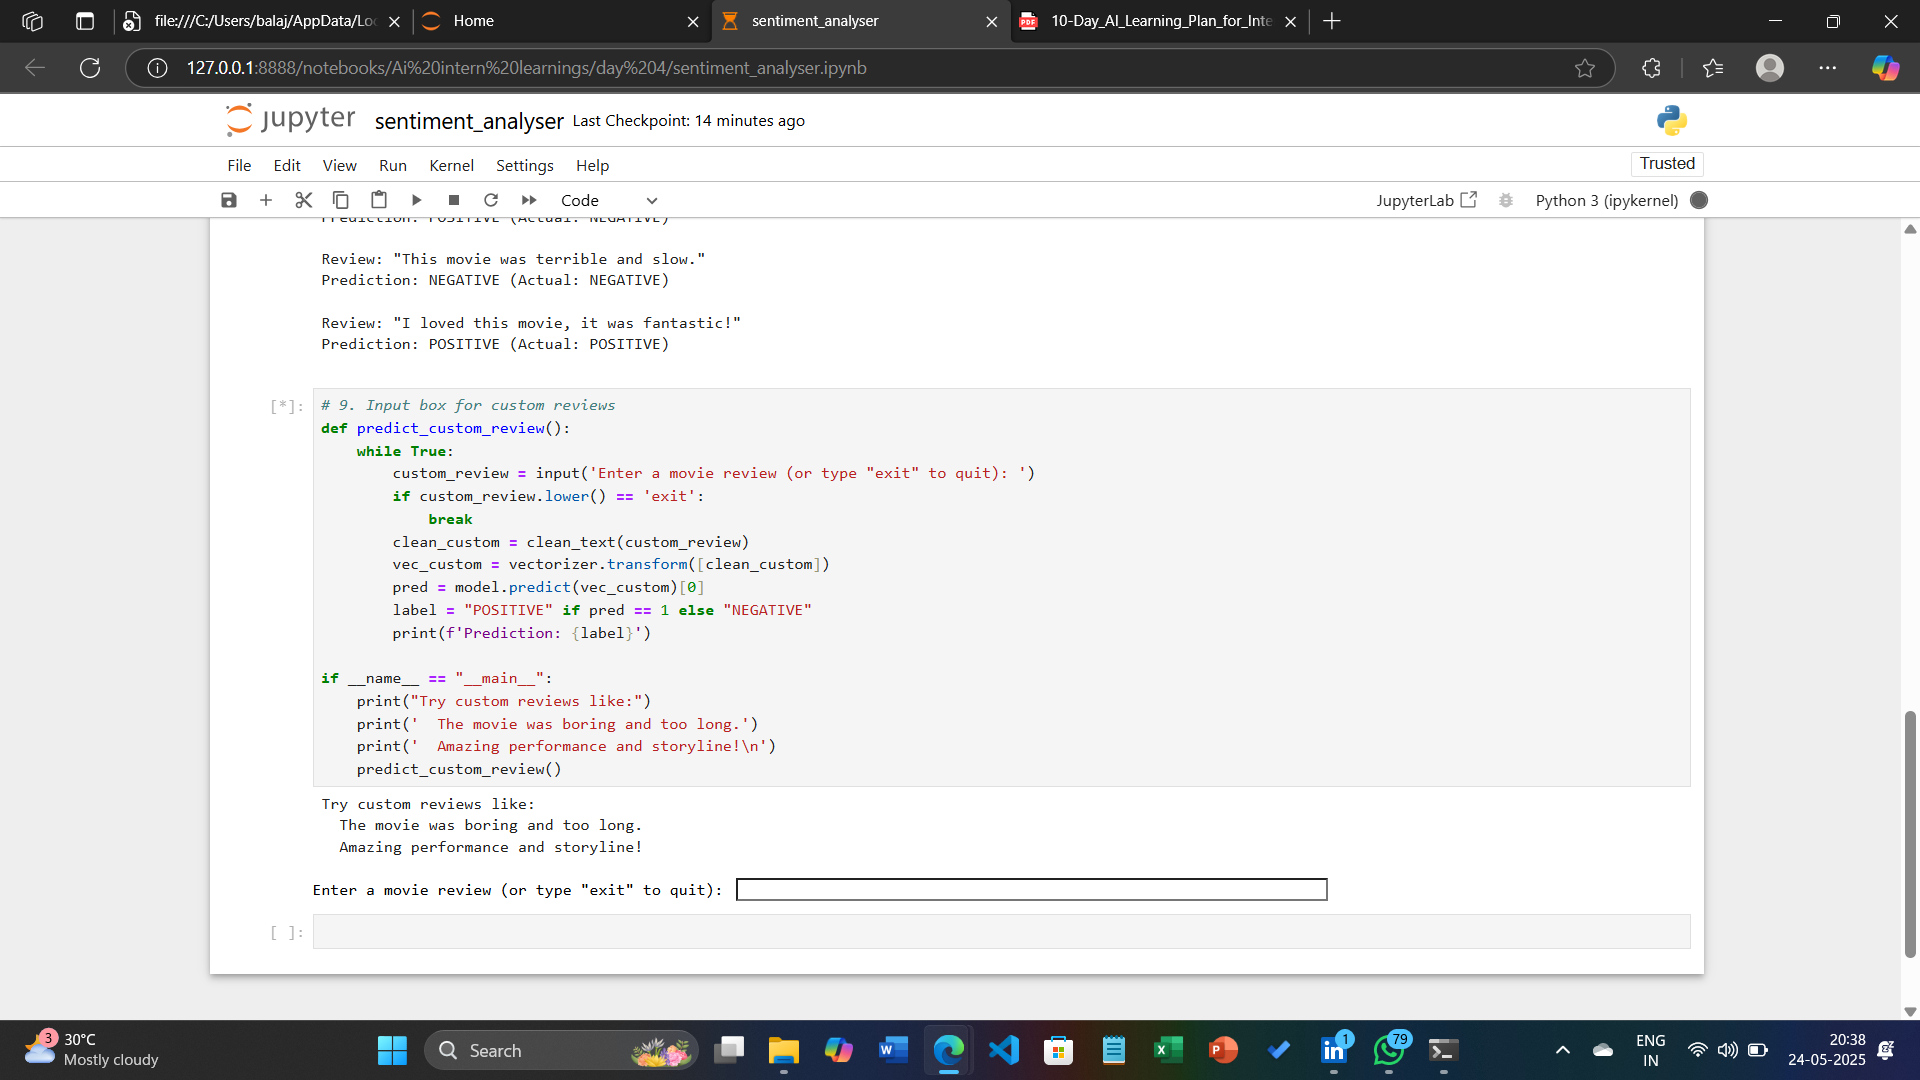 file:///C:/Users/balaj/AppData/Loc
Home
sentiment_analyser
10-Day_AI_Learning_Plan_for_Inte
127.0.0.1:8888/notebooks/Ai%20intern%20learnings/day%204/sentiment_analyser.ipynb
jupyter sentiment_analyser Last Checkpoint: 14 minutes ago
File Edit View Run Kernel Settings Help
Trusted
Code
JupyterLab
Python 3 (ipykernel)
Prediction: POSITIVE (Actual: NEGATIVE)
Review: "This movie was terrible and slow."
Prediction: NEGATIVE (Actual: NEGATIVE)
Review: "I loved this movie, it was fantastic!"
Prediction: POSITIVE (Actual: POSITIVE)
[*]:
# 9. Input box for custom reviews
def predict_custom_review():
    while True:
        custom_review = input('Enter a movie review (or type "exit" to quit): ')
        if custom_review.lower() == 'exit':
            break
        clean_custom = clean_text(custom_review)
        vec_custom = vectorizer.transform([clean_custom])
        pred = model.predict(vec_custom)[0]
        label = "POSITIVE" if pred == 1 else "NEGATIVE"
        print(f'Prediction: {label}')
if __name__ == "__main__":
    print("Try custom reviews like:")
    print('  The movie was boring and too long.')
    print('  Amazing performance and storyline!\n')
    predict_custom_review()
Try custom reviews like:
  The movie was boring and too long.
  Amazing performance and storyline!
Enter a movie review (or type "exit" to quit):
[ ]:
3
30°C
Mostly cloudy
Search
1
79
ENG
IN
20:38
24-05-2025